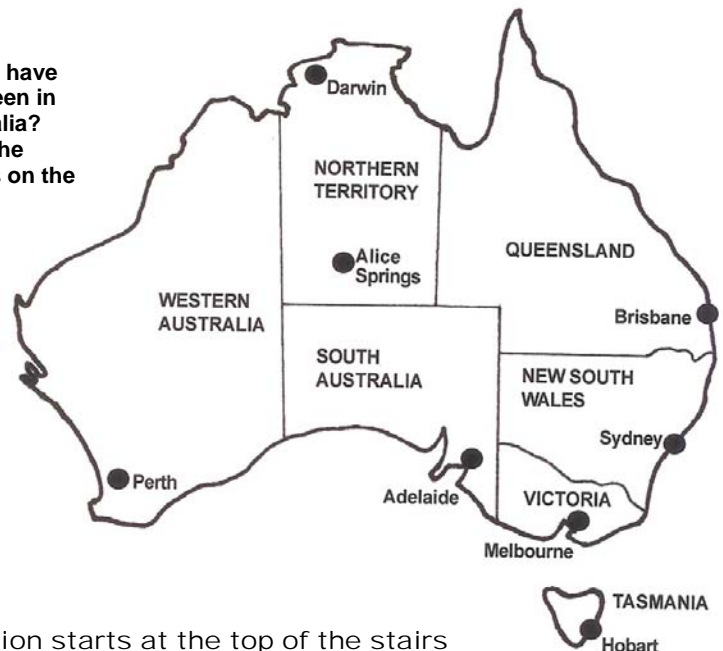 have
een in
alia?
he
s on the
Darwin
NORTHERN
TERRITORY
Alice
Springs
QUEENSLAND
WESTERN
AUSTRALIA
Brisbane
SOUTH
AUSTRALIA
NEW SOUTH
WALES
Sydney
Perth
Adelaide
VICTORIA
Melbourne
TASMANIA
Hobart
ion starts at the top of the stairs